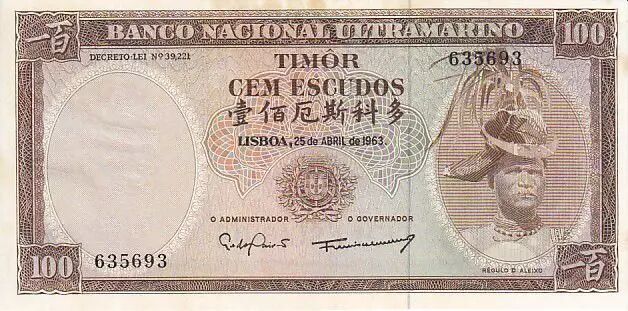 一百 BANCO NACIONAL ULTRAMARINO 100
DECRETO-LEI Nº 39,221
TIMÔR 635693
CEM ESCUDOS
壹佰厄斯科多
LISBOA, 25 de ABRIL de 1963
O ADMINISTRADOR O GOVERNADOR
100 635693
RÉGULO D. ALEIXO
一百